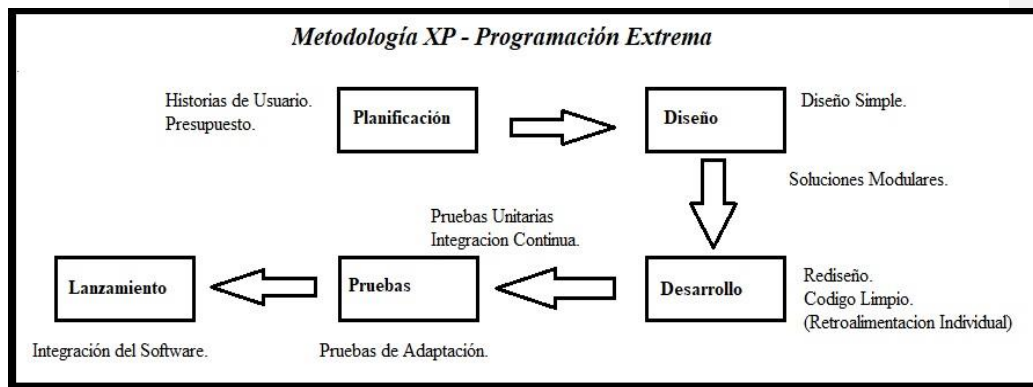 Metodología XP - Programación Extrema
Historias de Usuario.
Presupuesto.
Planificación
Diseño
Diseño Simple.
Soluciones Modulares.
Pruebas Unitarias
Integracion Continua.
Lanzamiento
Pruebas
Desarrollo
Rediseño.
Codigo Limpio.
(Retroalimentacion Individual)
Integración del Software.
Pruebas de Adaptación.